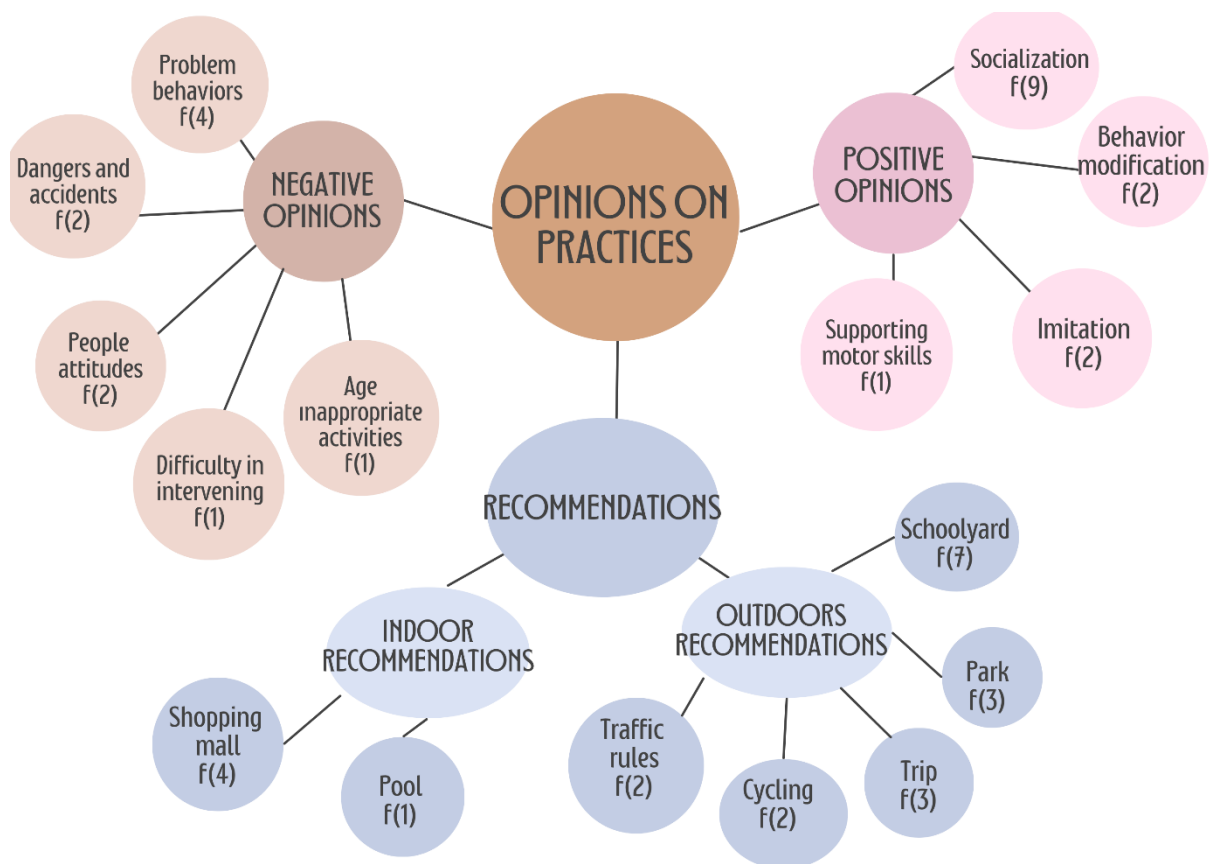 OPINIONS ON
PRACTICES
NEGATIVE
OPINIONS
Problem
behaviors
f(4)
Dangers and
accidents
f(2)
People
attitudes
f(2)
Difficulty in
intervening
f(1)
Age
inappropriate
activities
f(1)
POSITIVE
OPINIONS
Socialization
f(9)
Behavior
modification
f(2)
Imitation
f(2)
Supporting
motor skills
f(1)
RECOMMENDATIONS
INDOOR
RECOMMENDATIONS
Shopping
mall
f(4)
Pool
f(1)
OUTDOORS
RECOMMENDATIONS
Schoolyard
f(7)
Park
f(3)
Trip
f(3)
Cycling
f(2)
Traffic
rules
f(2)